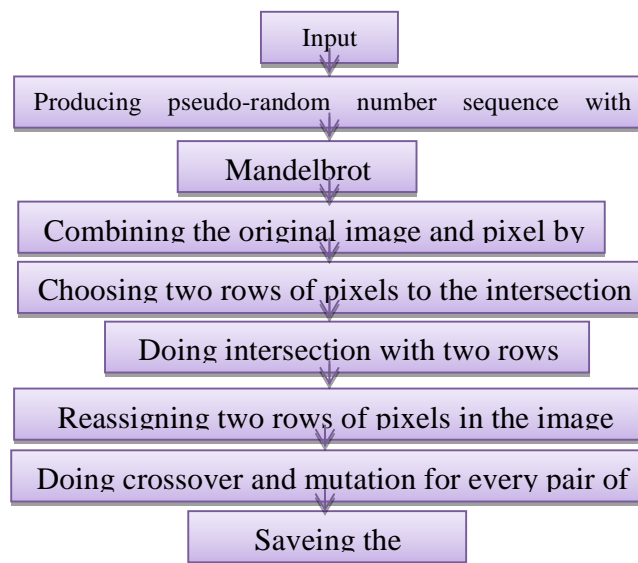 Input
Producing pseudo-random number sequence with
Mandelbrot
Combining the original image and pixel by
Choosing two rows of pixels to the intersection
Doing intersection with two rows
Reassigning two rows of pixels in the image
Doing crossover and mutation for every pair of
Saveing the